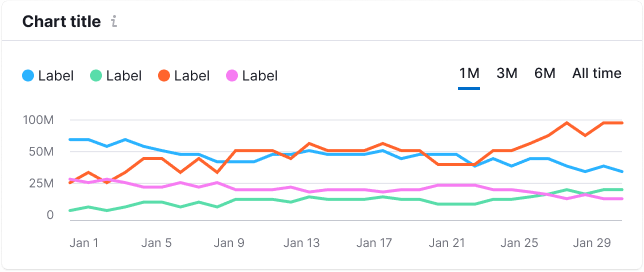 Chart title
Label Label Label Label 1M 3M 6M All time
100M
50M
25M
0
Jan 1 Jan 5 Jan 9 Jan 13 Jan 17 Jan 21 Jan 25 Jan 29